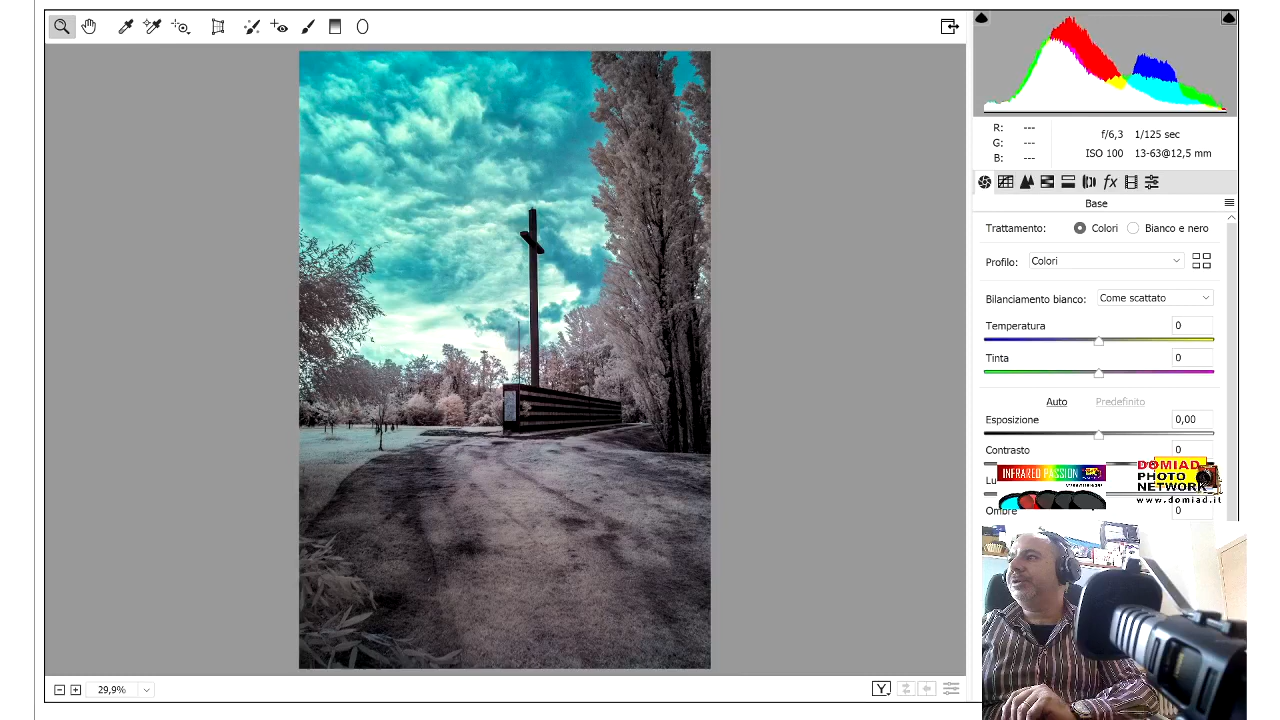 R: ---
G: ---
B: ---
f/6,3 1/125 sec
ISO 100 13-63@12,5 mm
fx
Base
Trattamento: Colori Bianco e nero
Profilo: Colori
Bilanciamento bianco: Come scattato
Temperatura 0
Tinta 0
Auto Predefinito
Esposizione 0,00
Contrasto 0
INFRARED PASSION
DOMIAD
PHOTO
NETWORK
www.domiad.it
Lu
Ombre 0
29,9%
Y